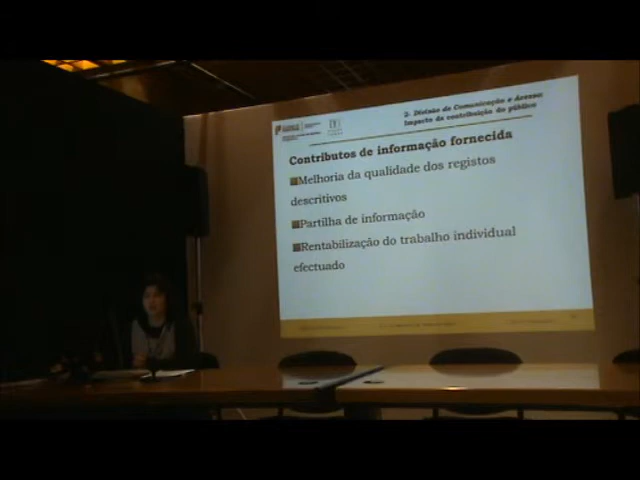 2- Divisão de Comunicação e Acesso:
Impacto da contribuição do público
Contributos de informação fornecida
Melhoria da qualidade dos registos
descritivos
Partilha de informação
Rentabilização do trabalho individual
efectuado